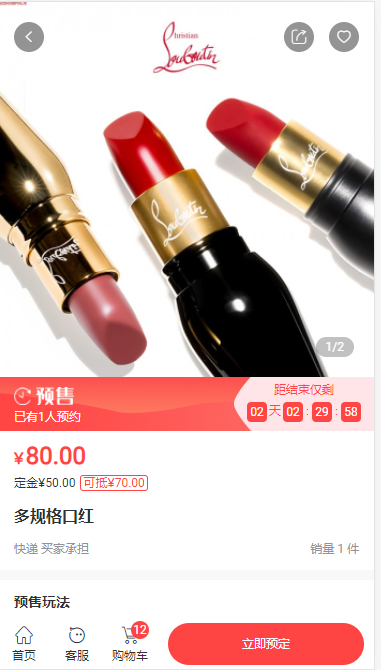 Christian
Louboutin
Louboutin
Louboutin
Louboutin
1/2
预售
已有1人预约
距结束仅剩
02 天 02 : 29 : 58
¥80.00
定金¥50.00 可抵¥70.00
多规格口红
快递 买家承担
销量 1 件
预售玩法
12
首页
客服
购物车
立即预定